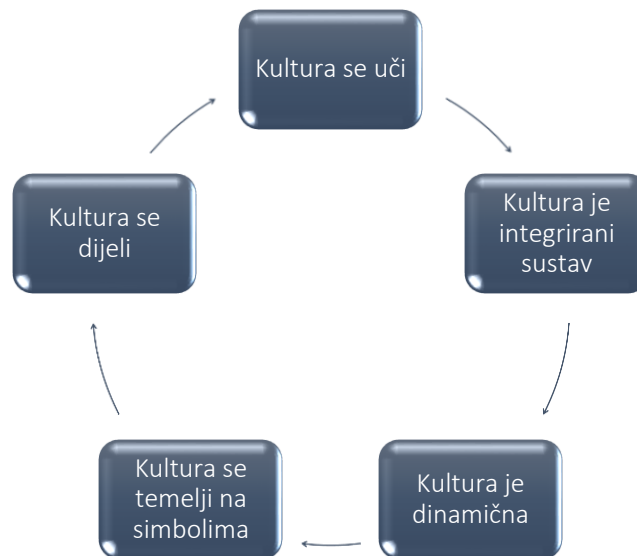 Kultura se uči
Kultura je
integrirani
sustav
Kultura je
dinamična
Kultura se
temelji na
simbolima
Kultura se
dijeli